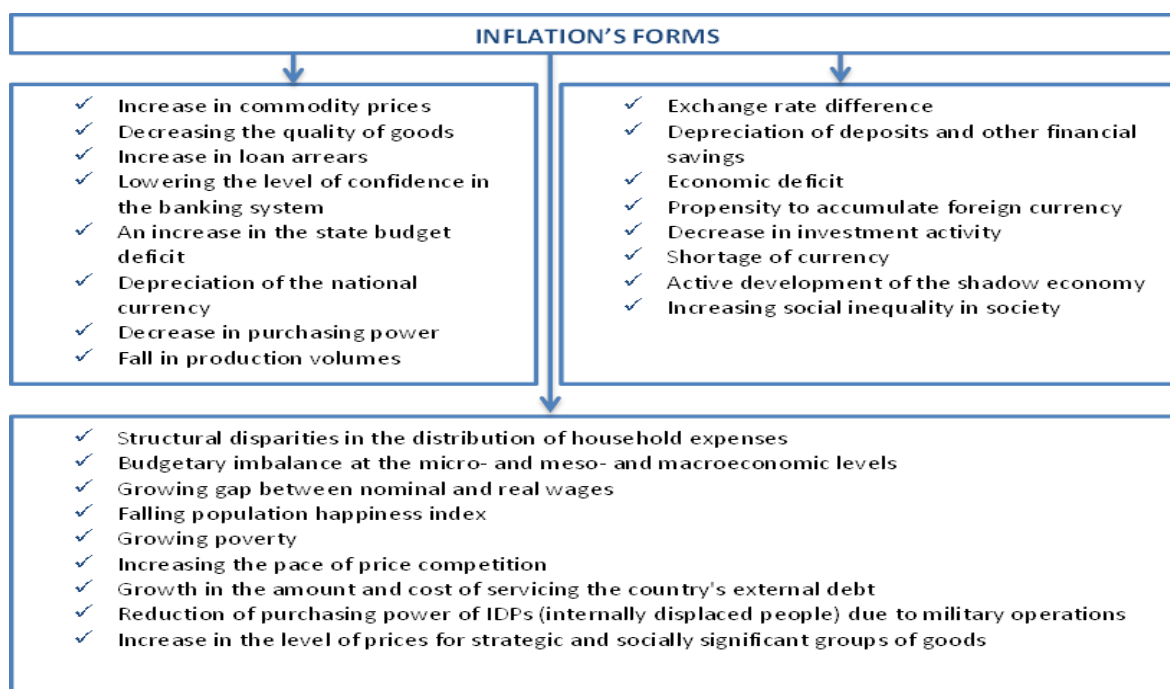 INFLATION'S FORMS
✓ Increase in commodity prices
✓ Decreasing the quality of goods
✓ Increase in loan arrears
✓ Lowering the level of confidence in
the banking system
✓ An increase in the state budget
deficit
✓ Depreciation of the national
currency
✓ Decrease in purchasing power
✓ Fall in production volumes
✓ Exchange rate difference
✓ Depreciation of deposits and other financial
savings
✓ Economic deficit
✓ Propensity to accumulate foreign currency
✓ Decrease in investment activity
✓ Shortage of currency
✓ Active development of the shadow economy
✓ Increasing social inequality in society
✓ Structural disparities in the distribution of household expenses
✓ Budgetary imbalance at the micro- and meso- and macroeconomic levels
✓ Growing gap between nominal and real wages
✓ Falling population happiness index
✓ Growing poverty
✓ Increasing the pace of price competition
✓ Growth in the amount and cost of servicing the country's external debt
✓ Reduction of purchasing power of IDPs (internally displaced people) due to military operations
✓ Increase in the level of prices for strategic and socially significant groups of goods